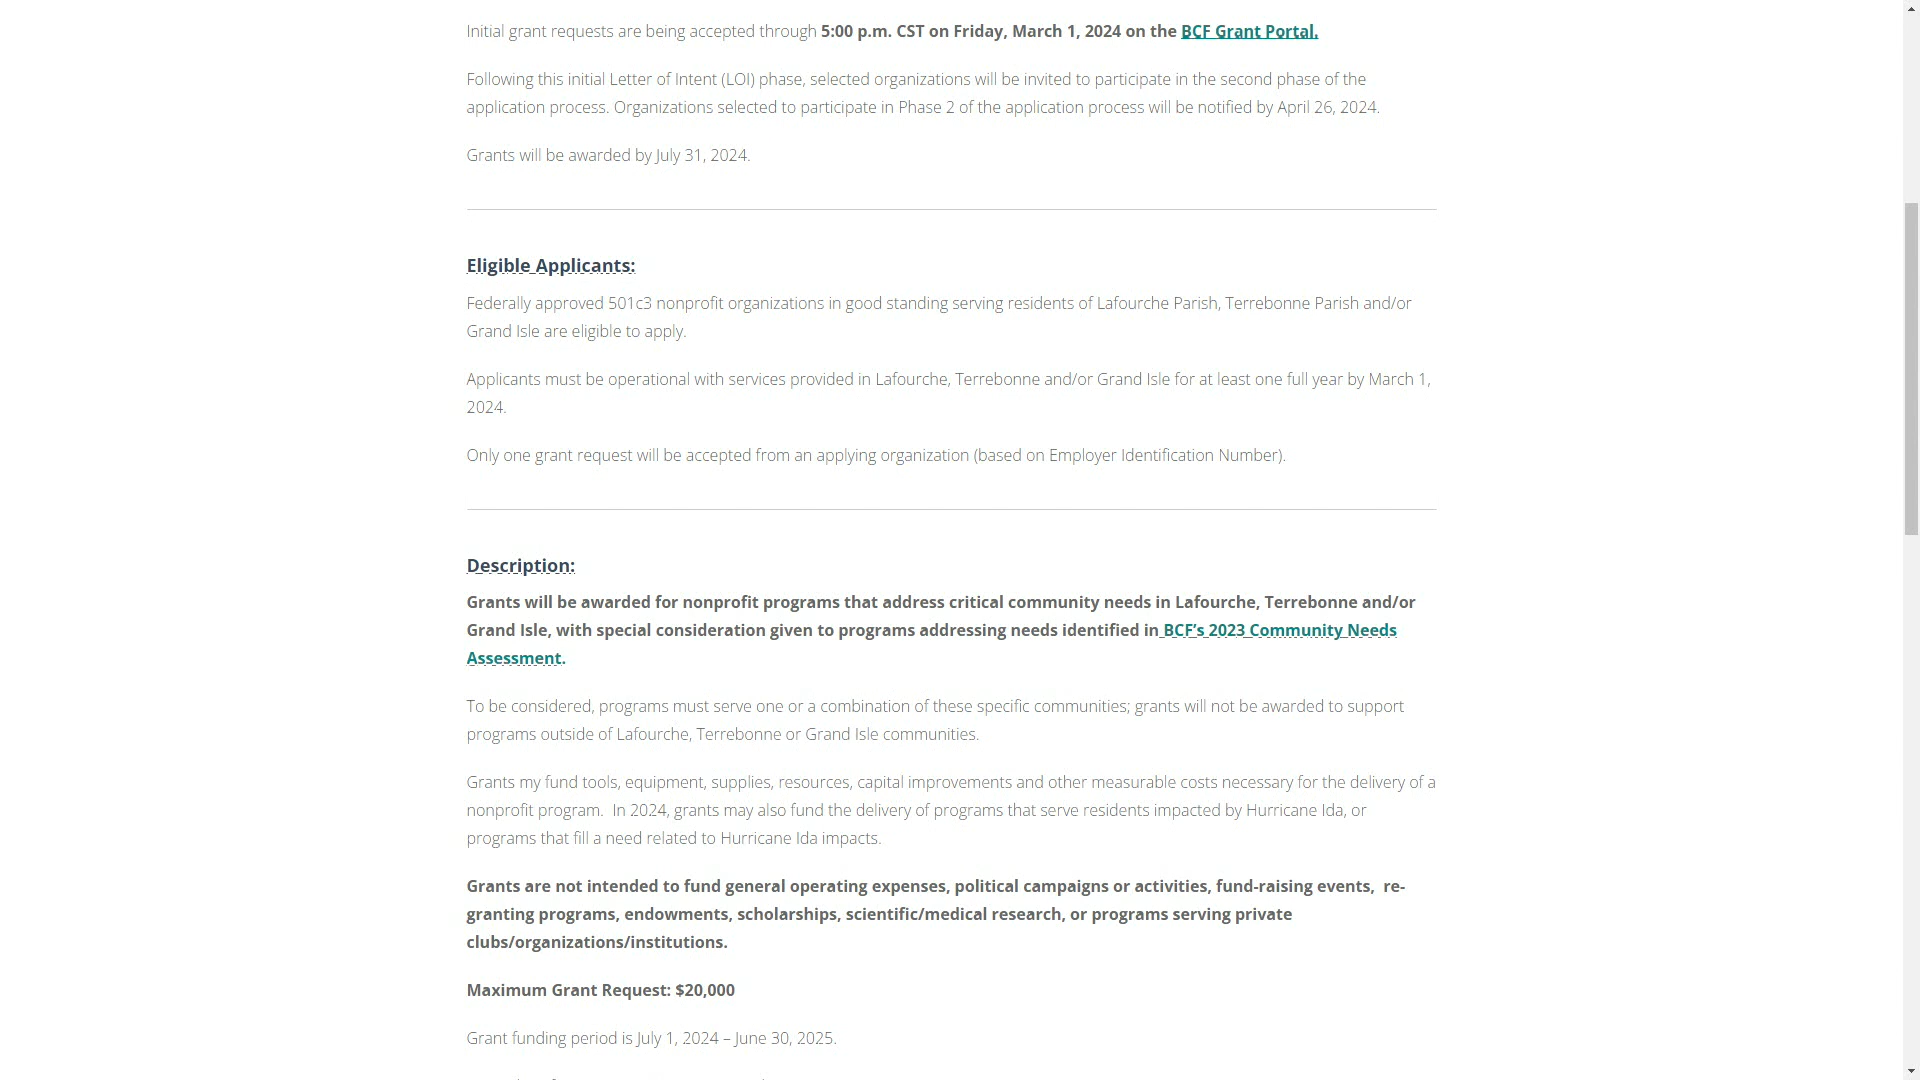 Initial grant requests are being accepted through 5:00 p.m. CST on Friday, March 1, 2024 on the BCF Grant Portal.
Following this initial Letter of Intent (LOI) phase, selected organizations will be invited to participate in the second phase of the
application process. Organizations selected to participate in Phase 2 of the application process will be notified by April 26, 2024.
Grants will be awarded by July 31, 2024.
Eligible Applicants:
Federally approved 501c3 nonprofit organizations in good standing serving residents of Lafourche Parish, Terrebonne Parish and/or
Grand Isle are eligible to apply.
Applicants must be operational with services provided in Lafourche, Terrebonne and/or Grand Isle for at least one full year by March 1,
2024.
Only one grant request will be accepted from an applying organization (based on Employer Identification Number).
Description:
Grants will be awarded for nonprofit programs that address critical community needs in Lafourche, Terrebonne and/or
Grand Isle, with special consideration given to programs addressing needs identified in BCF’s 2023 Community Needs
Assessment.
To be considered, programs must serve one or a combination of these specific communities; grants will not be awarded to support
programs outside of Lafourche, Terrebonne or Grand Isle communities.
Grants my fund tools, equipment, supplies, resources, capital improvements and other measurable costs necessary for the delivery of a
nonprofit program.  In 2024, grants may also fund the delivery of programs that serve residents impacted by Hurricane Ida, or
programs that fill a need related to Hurricane Ida impacts.
Grants are not intended to fund general operating expenses, political campaigns or activities, fund-raising events,  re-
granting programs, endowments, scholarships, scientific/medical research, or programs serving private
clubs/organizations/institutions.
Maximum Grant Request: $20,000
Grant funding period is July 1, 2024 – June 30, 2025.